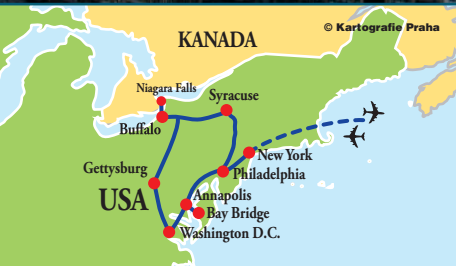 © Kartografie Praha
KANADA
Niagara Falls
Syracuse
Buffalo
New York
Gettysburg
Philadelphia
USA
Annapolis
Bay Bridge
Washington D.C.